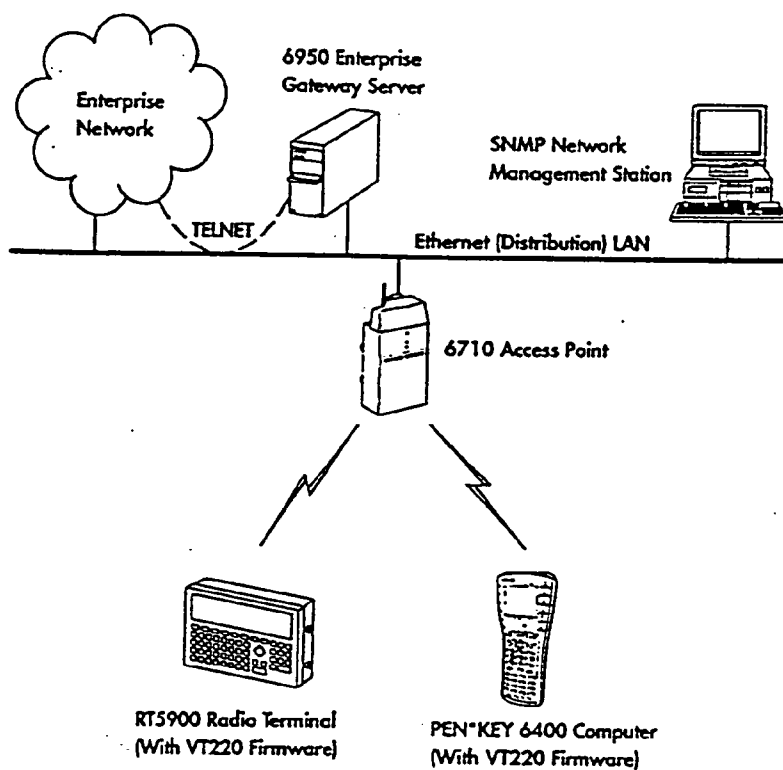 6950 Enterprise
Gateway Server
Enterprise
Network
SNMP Network
Management Station
TELNET
Ethernet (Distribution) LAN
6710 Access Point
RT5900 Radio Terminal
(With VT220 Firmware)
PEN*KEY 6400 Computer
(With VT220 Firmware)